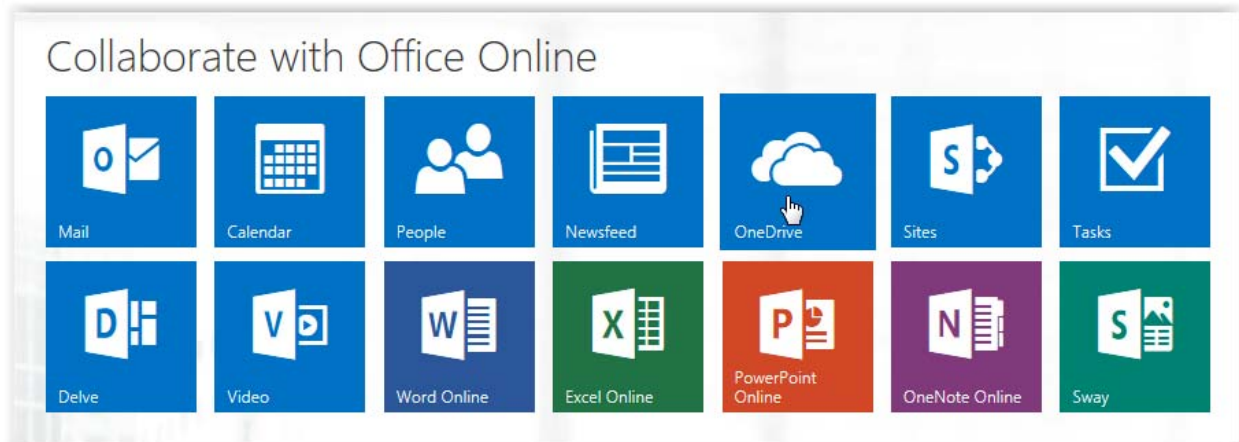 Collaborate with Office Online
O
S
Mail
Calendar
People
Newsfeed
OneDrive
Sites
Tasks
D
V
W
X
P
N
S
Delve
Video
Word Online
Excel Online
PowerPoint
Online
OneNote Online
Sway